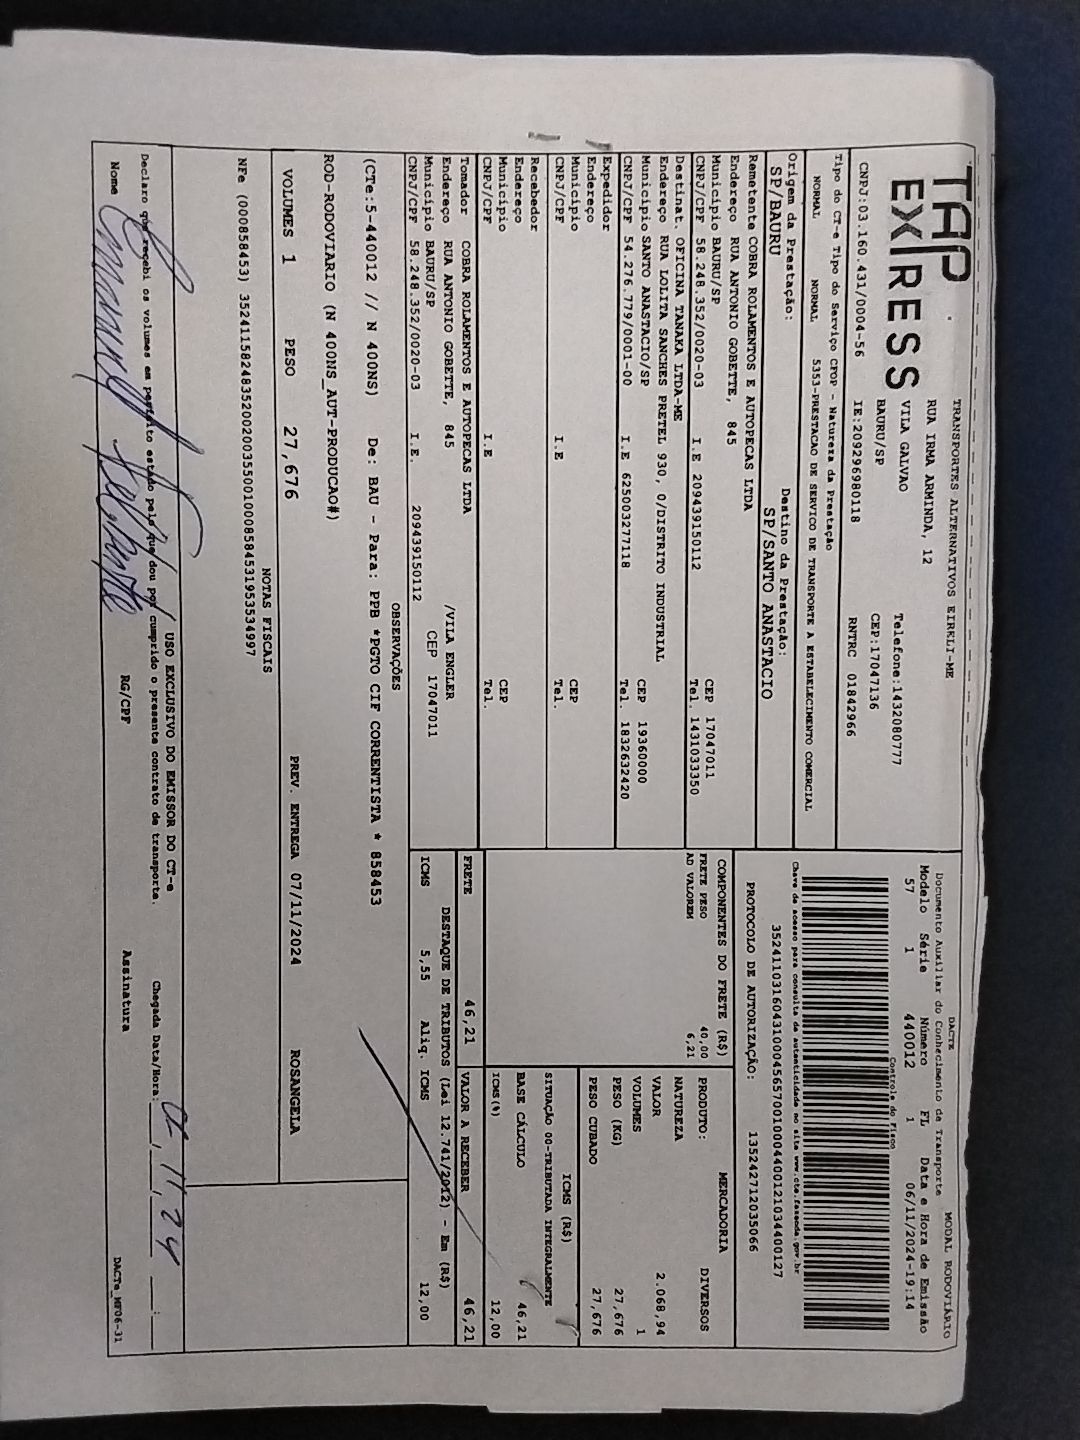 TAP EXPRESS
TRANSPORTES ALTERNATIVOS EIRELI-ME
RUA IRMA ARMINDA, 12
Telefone:1432080777
VILA GALVAO
CEP:17047136
BAURU/SP
CNPJ:03.160.431/0004-56 IE:209296980118 RNTRC 01842966
Tipo do CT-e Tipo do Serviço CFOP - Natureza da Prestação
NORMAL NORMAL 5353-PRESTACAO DE SERVICO DE TRANSPORTE A ESTABELECIMENTO COMERCIAL
Origem da Prestação: Destino da Prestação:
SP/BAURU SP/SANTO ANASTACIO
Remetente COBRA ROLAMENTOS E AUTOPECAS LTDA
Endereço RUA ANTONIO GOBETTE, 845
Município BAURU/SP CEP 17047011
CNPJ/CPF 58.248.352/0020-03 I.E 209439150112 Tel. 1431033350
Destinat. OFICINA TANAKA LTDA-ME
Endereço RUA LOLITA SANCHES PRETEL 930, 0/DISTRITO INDUSTRIAL
Município SANTO ANASTACIO/SP CEP 19360000
CNPJ/CPF 54.276.779/0001-00 I.E 625003277118 Tel. 1832632420
Expedidor
Endereço
Município CEP
CNPJ/CPF I.E Tel.
Recebedor
Endereço
Município CEP
CNPJ/CPF I.E Tel.
Tomador COBRA ROLAMENTOS E AUTOPECAS LTDA
Endereço RUA ANTONIO GOBETTE, 845 /VILA ENGLER
Município BAURU/SP CEP 17047011
CNPJ/CPF 58.248.352/0020-03 I.E. 209439150112
DACTE MODAL RODOVIÁRIO
Documento Auxiliar do Conhecimento de Transporte
Modelo Série Número FL Data e Hora de Emissão
57 1 440012 1 06/11/2024-19:14
Controle do Fisco
Chave de acesso para consulta de autenticidade no site www.cte.fazenda.gov.br
35241103160431000456570010004400121034400127
PROTOCOLO DE AUTORIZAÇÃO: 135242712035066
COMPONENTES DO FRETE (R$)
FRETE PESO 40,00
AD VALOREM 6,21
PRODUTO: MERCADORIA
NATUREZA DIVERSOS
VALOR 2.068,94
VOLUMES 1
PESO (KG) 27,676
PESO CUBADO 27,676
ICMS (R$)
SITUAÇÃO 00-TRIBUTADA INTEGRALMENTE
BASE CÁLCULO 46,21
ICMS(%) 12,00
FRETE 46,21 VALOR A RECEBER 46,21
DESTAQUE DE TRIBUTOS (Lei 12.741/2012) - Em (R$)
ICMS 5,55 Aliq. ICMS 12,00
OBSERVAÇÕES
(CTe:5-440012 // N 400NS) De: BAU - Para: PPB *PGTO CIF CORRENTISTA * 858453
ROD-RODOVIARIO (N 400NS_AUT-PRODUCAO#)
VOLUMES 1 PESO 27,676 PREV. ENTREGA 07/11/2024 ROSANGELA
NOTAS FISCAIS
NFe (000858453) 35241158248352002003550010008584531953534997
USO EXCLUSIVO DO EMISSOR DO CT-e
Declaro que recebi os volumes em perfeito estado pelo que dou por cumprido o presente contrato de transporte. Chegada Data/Hora:
Nome RG/CPF Assinatura DACTe_MF06-31